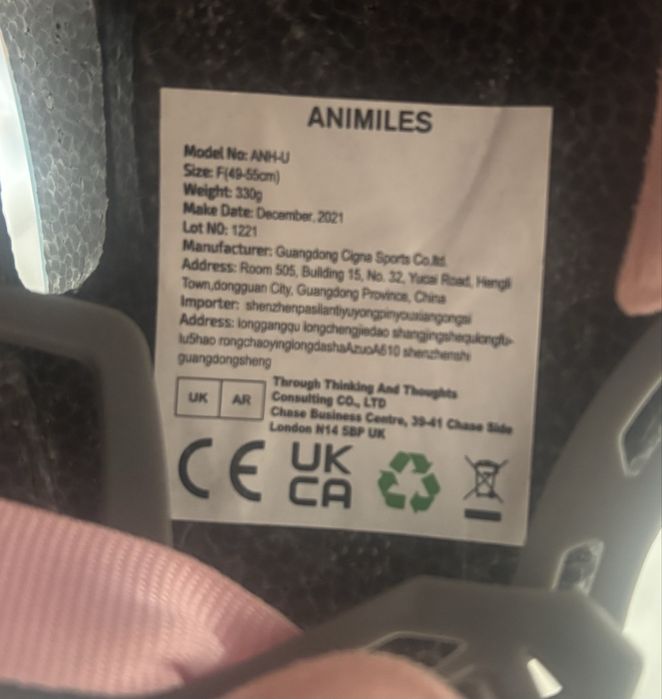 ANIMILES
Model No: ANH-U
Size: F(49-55cm)
Weight: 330g
Make Date: December, 2021
Lot NO: 1221
Manufacturer: Guangdong Cigna Sports Co.ltd.
Address: Room 505, Building 15, No. 32, Yucai Road, Hengli
Town,dongguan City, Guangdong Province, China
Importer: shenzhenpasilantiyuyongpinyouxiangongsi
Address: longgangqu longchengjiedao shangjingshequlongfu-
lu5hao rongchaoyinglongdashaAzuoA610 shenzhenshi
guangdongsheng
UK AR
Through Thinking And Thoughts
Consulting CO., LTD
Chase Business Centre, 39-41 Chase Side
London N14 5BP UK
CE UK
CA